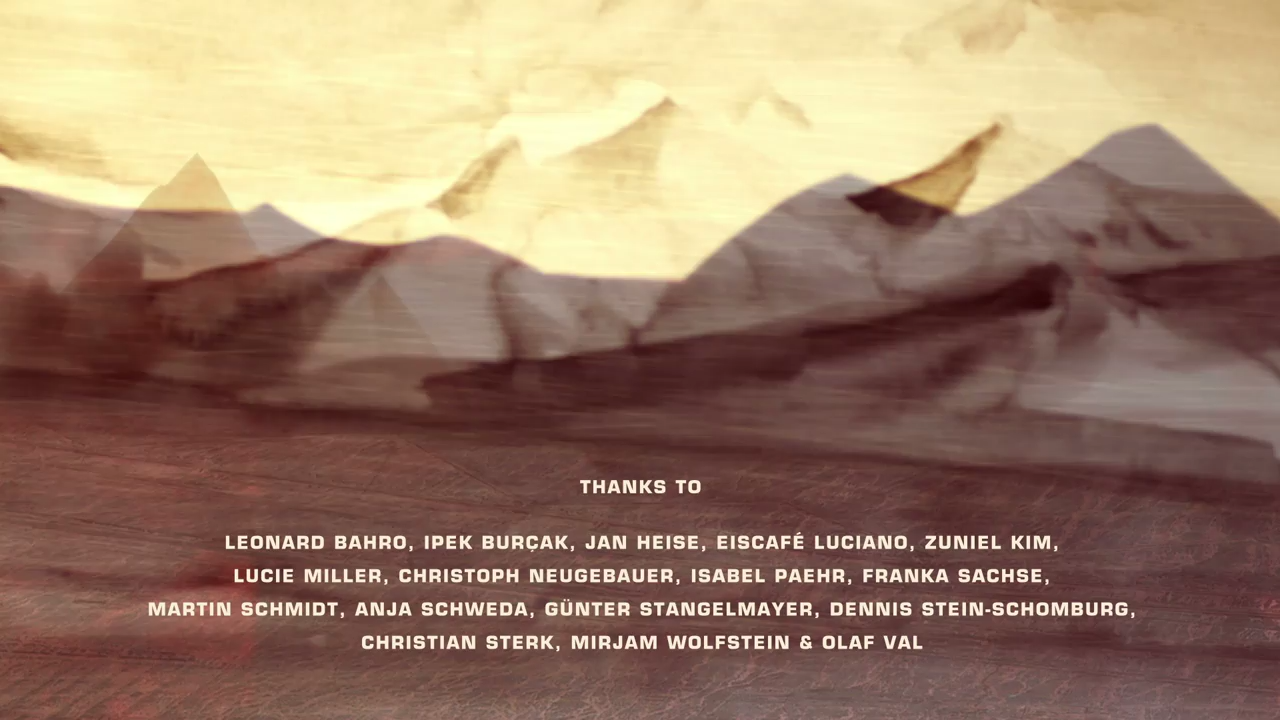 THANKS TO
LEONARD BAHRO, IPEK BURÇAK, JAN HEISE, EISCAFÉ LUCIANO, ZUNIEL KIM,
LUCIE MILLER, CHRISTOPH NEUGEBAUER, ISABEL PAEHR, FRANKA SACHSE,
MARTIN SCHMIDT, ANJA SCHWEDA, GÜNTER STANGELMAYER, DENNIS STEIN-SCHOMBURG,
CHRISTIAN STERK, MIRJAM WOLFSTEIN & OLAF VAL